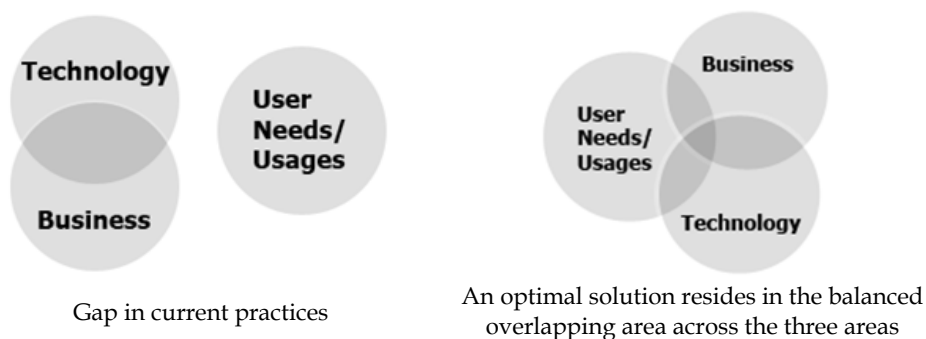 Technology
Business
User
Needs/
Usages
Gap in current practices
Business
User
Needs/
Usages
Technology
An optimal solution resides in the balanced
overlapping area across the three areas